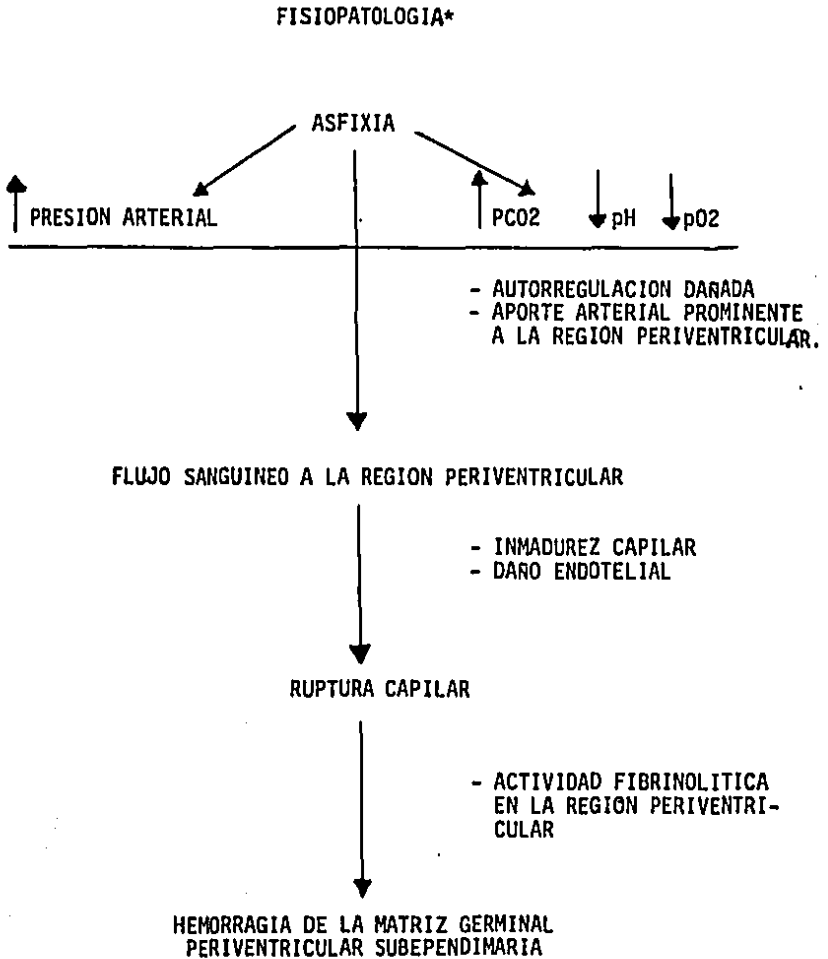 FISIOPATOLOGIA*
ASFIXIA
PRESION ARTERIAL PCO2 pH pO2
- AUTORREGULACION DAÑADA
- APORTE ARTERIAL PROMINENTE
A LA REGION PERIVENTRICULAR.
FLUJO SANGUINEO A LA REGION PERIVENTRICULAR
- INMADUREZ CAPILAR
- DAÑO ENDOTELIAL
RUPTURA CAPILAR
- ACTIVIDAD FIBRINOLITICA
EN LA REGION PERIVENTRI-
CULAR
HEMORRAGIA DE LA MATRIZ GERMINAL
PERIVENTRICULAR SUBEPENDIMARIA